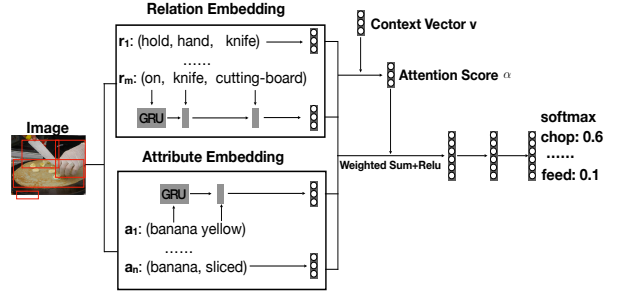 Relation Embedding
r1: (hold, hand, knife)
......
rm: (on, knife, cutting-board)
GRU
Image
Attribute Embedding
GRU
a1: (banana yellow)
......
an: (banana, sliced)
Context Vector v
Attention Score α
Weighted Sum+Relu
softmax
chop: 0.6
......
feed: 0.1